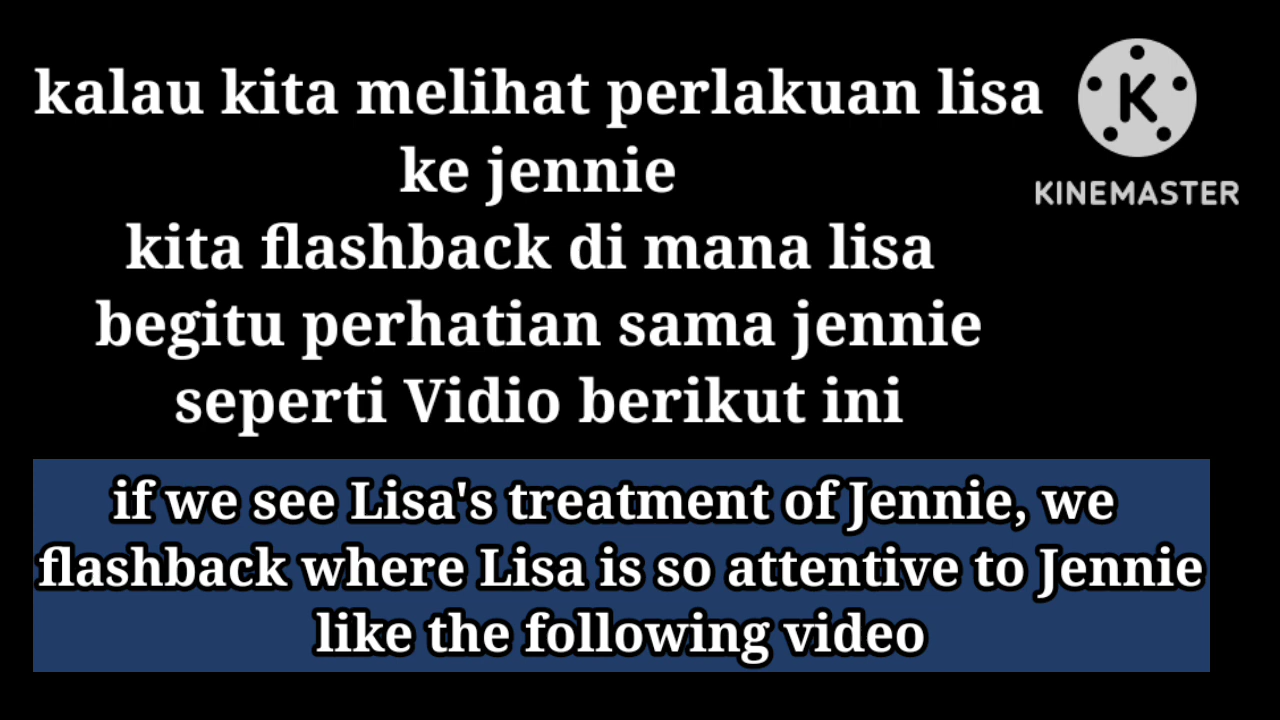 kalau kita melihat perlakuan lisa
ke jennie
kita flashback di mana lisa
begitu perhatian sama jennie
seperti Vidio berikut ini
KINEMASTER
if we see Lisa's treatment of Jennie, we
flashback where Lisa is so attentive to Jennie
like the following video